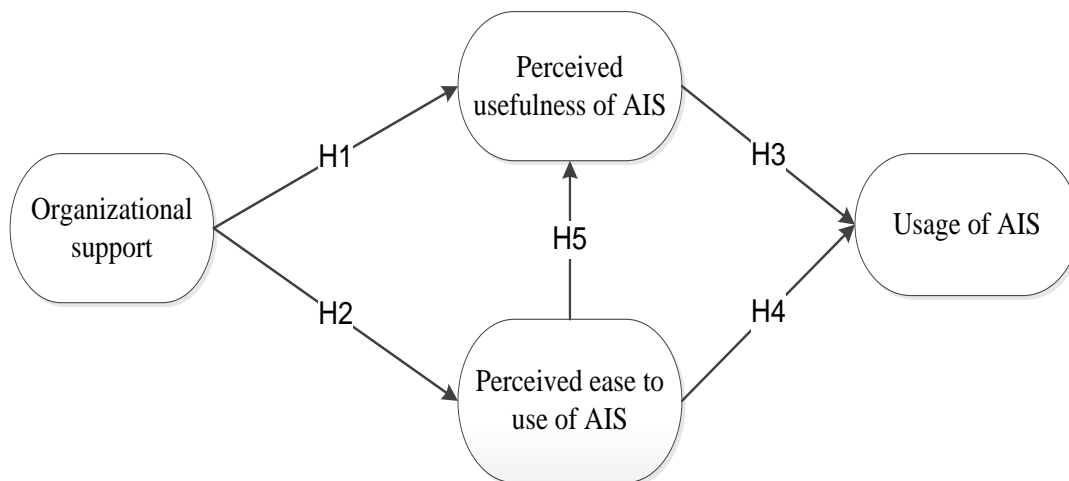 Perceived
usefulness of AIS
H1
H3
Organizational
support
H5
Usage of AIS
H2
H4
Perceived ease to
use of AIS